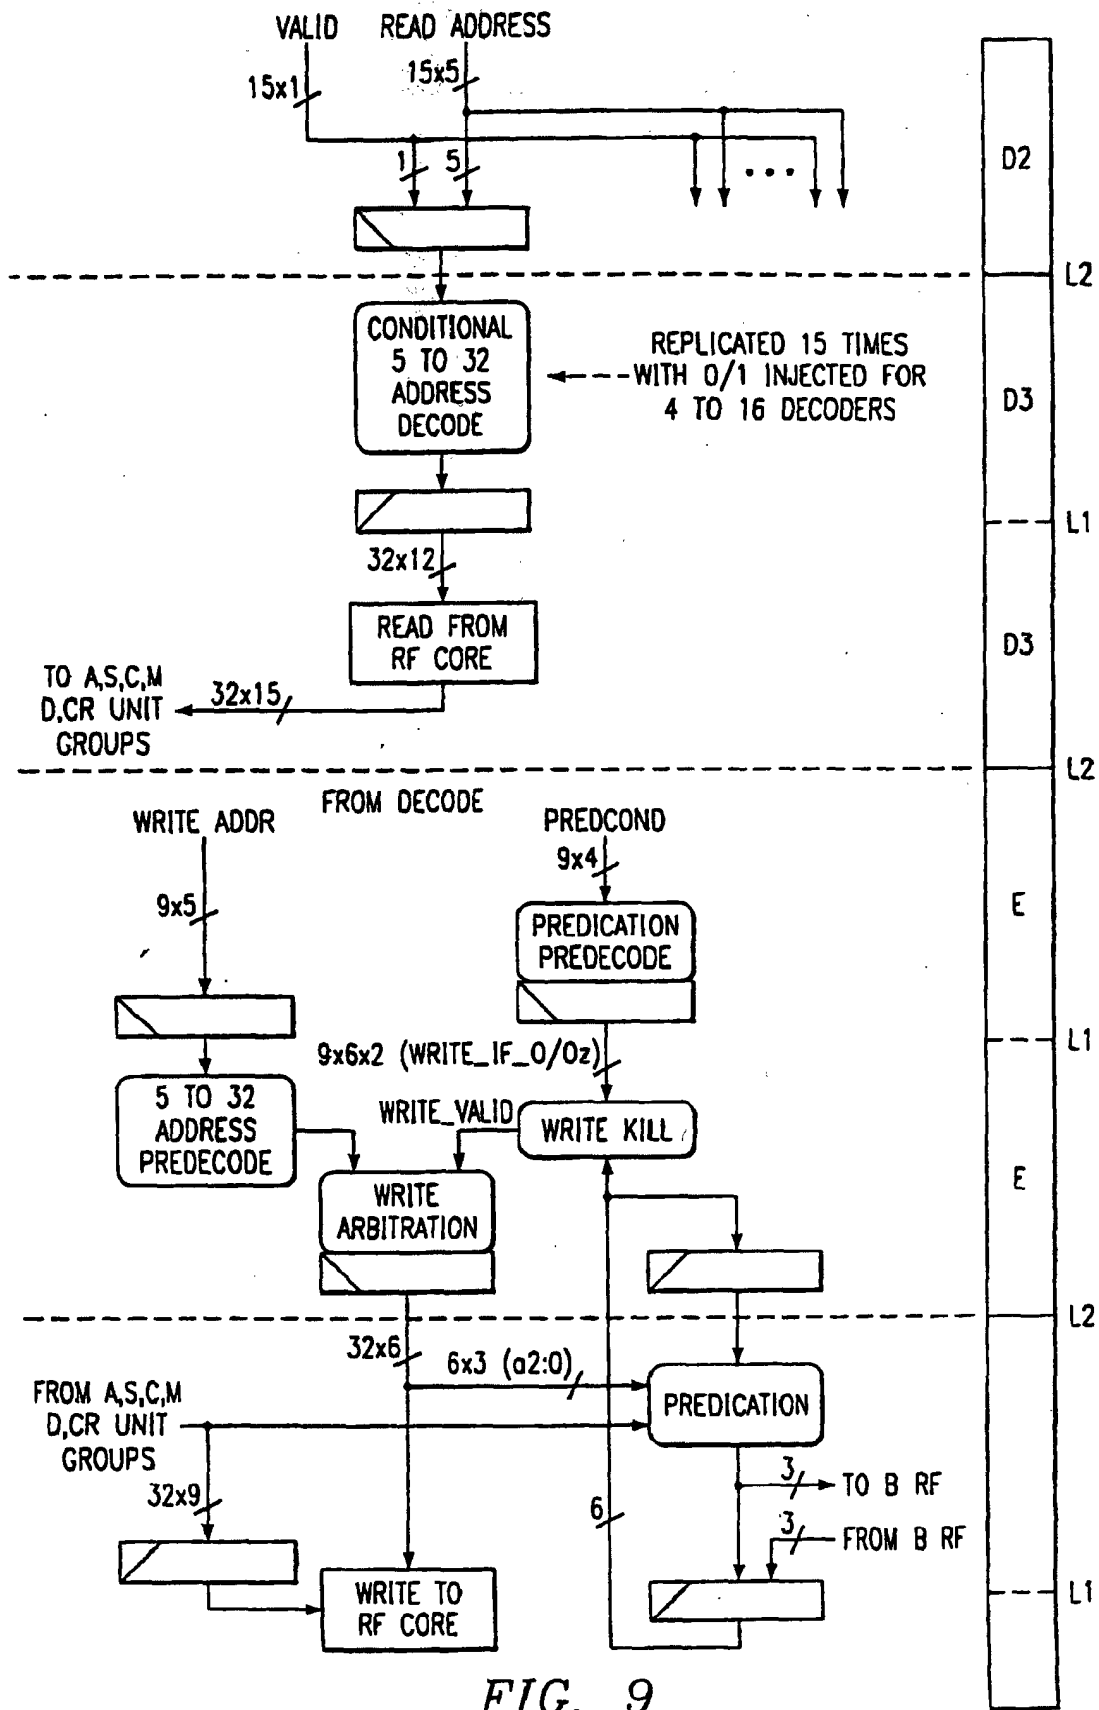 VALID
READ ADDRESS
15x1
15x5
1
5
...
D2
L2
CONDITIONAL
5 TO 32
ADDRESS
DECODE
REPLICATED 15 TIMES
WITH 0/1 INJECTED FOR
4 TO 16 DECODERS
D3
L1
32x12
READ FROM
RF CORE
D3
TO A,S,C,M
D,CR UNIT
GROUPS
32x15
L2
FROM DECODE
WRITE ADDR
PREDCOND
9x4
9x5
PREDICATION
PREDECODE
E
L1
9x6x2 (WRITE_IF_0/0z)
5 TO 32
ADDRESS
PREDECODE
WRITE_VALID
WRITE KILL
WRITE
ARBITRATION
E
L2
32x6
6x3 (a2:0)
FROM A,S,C,M
D,CR UNIT
GROUPS
PREDICATION
32x9
6
3
TO B RF
3
FROM B RF
WRITE TO
RF CORE
L1
FIG. 9